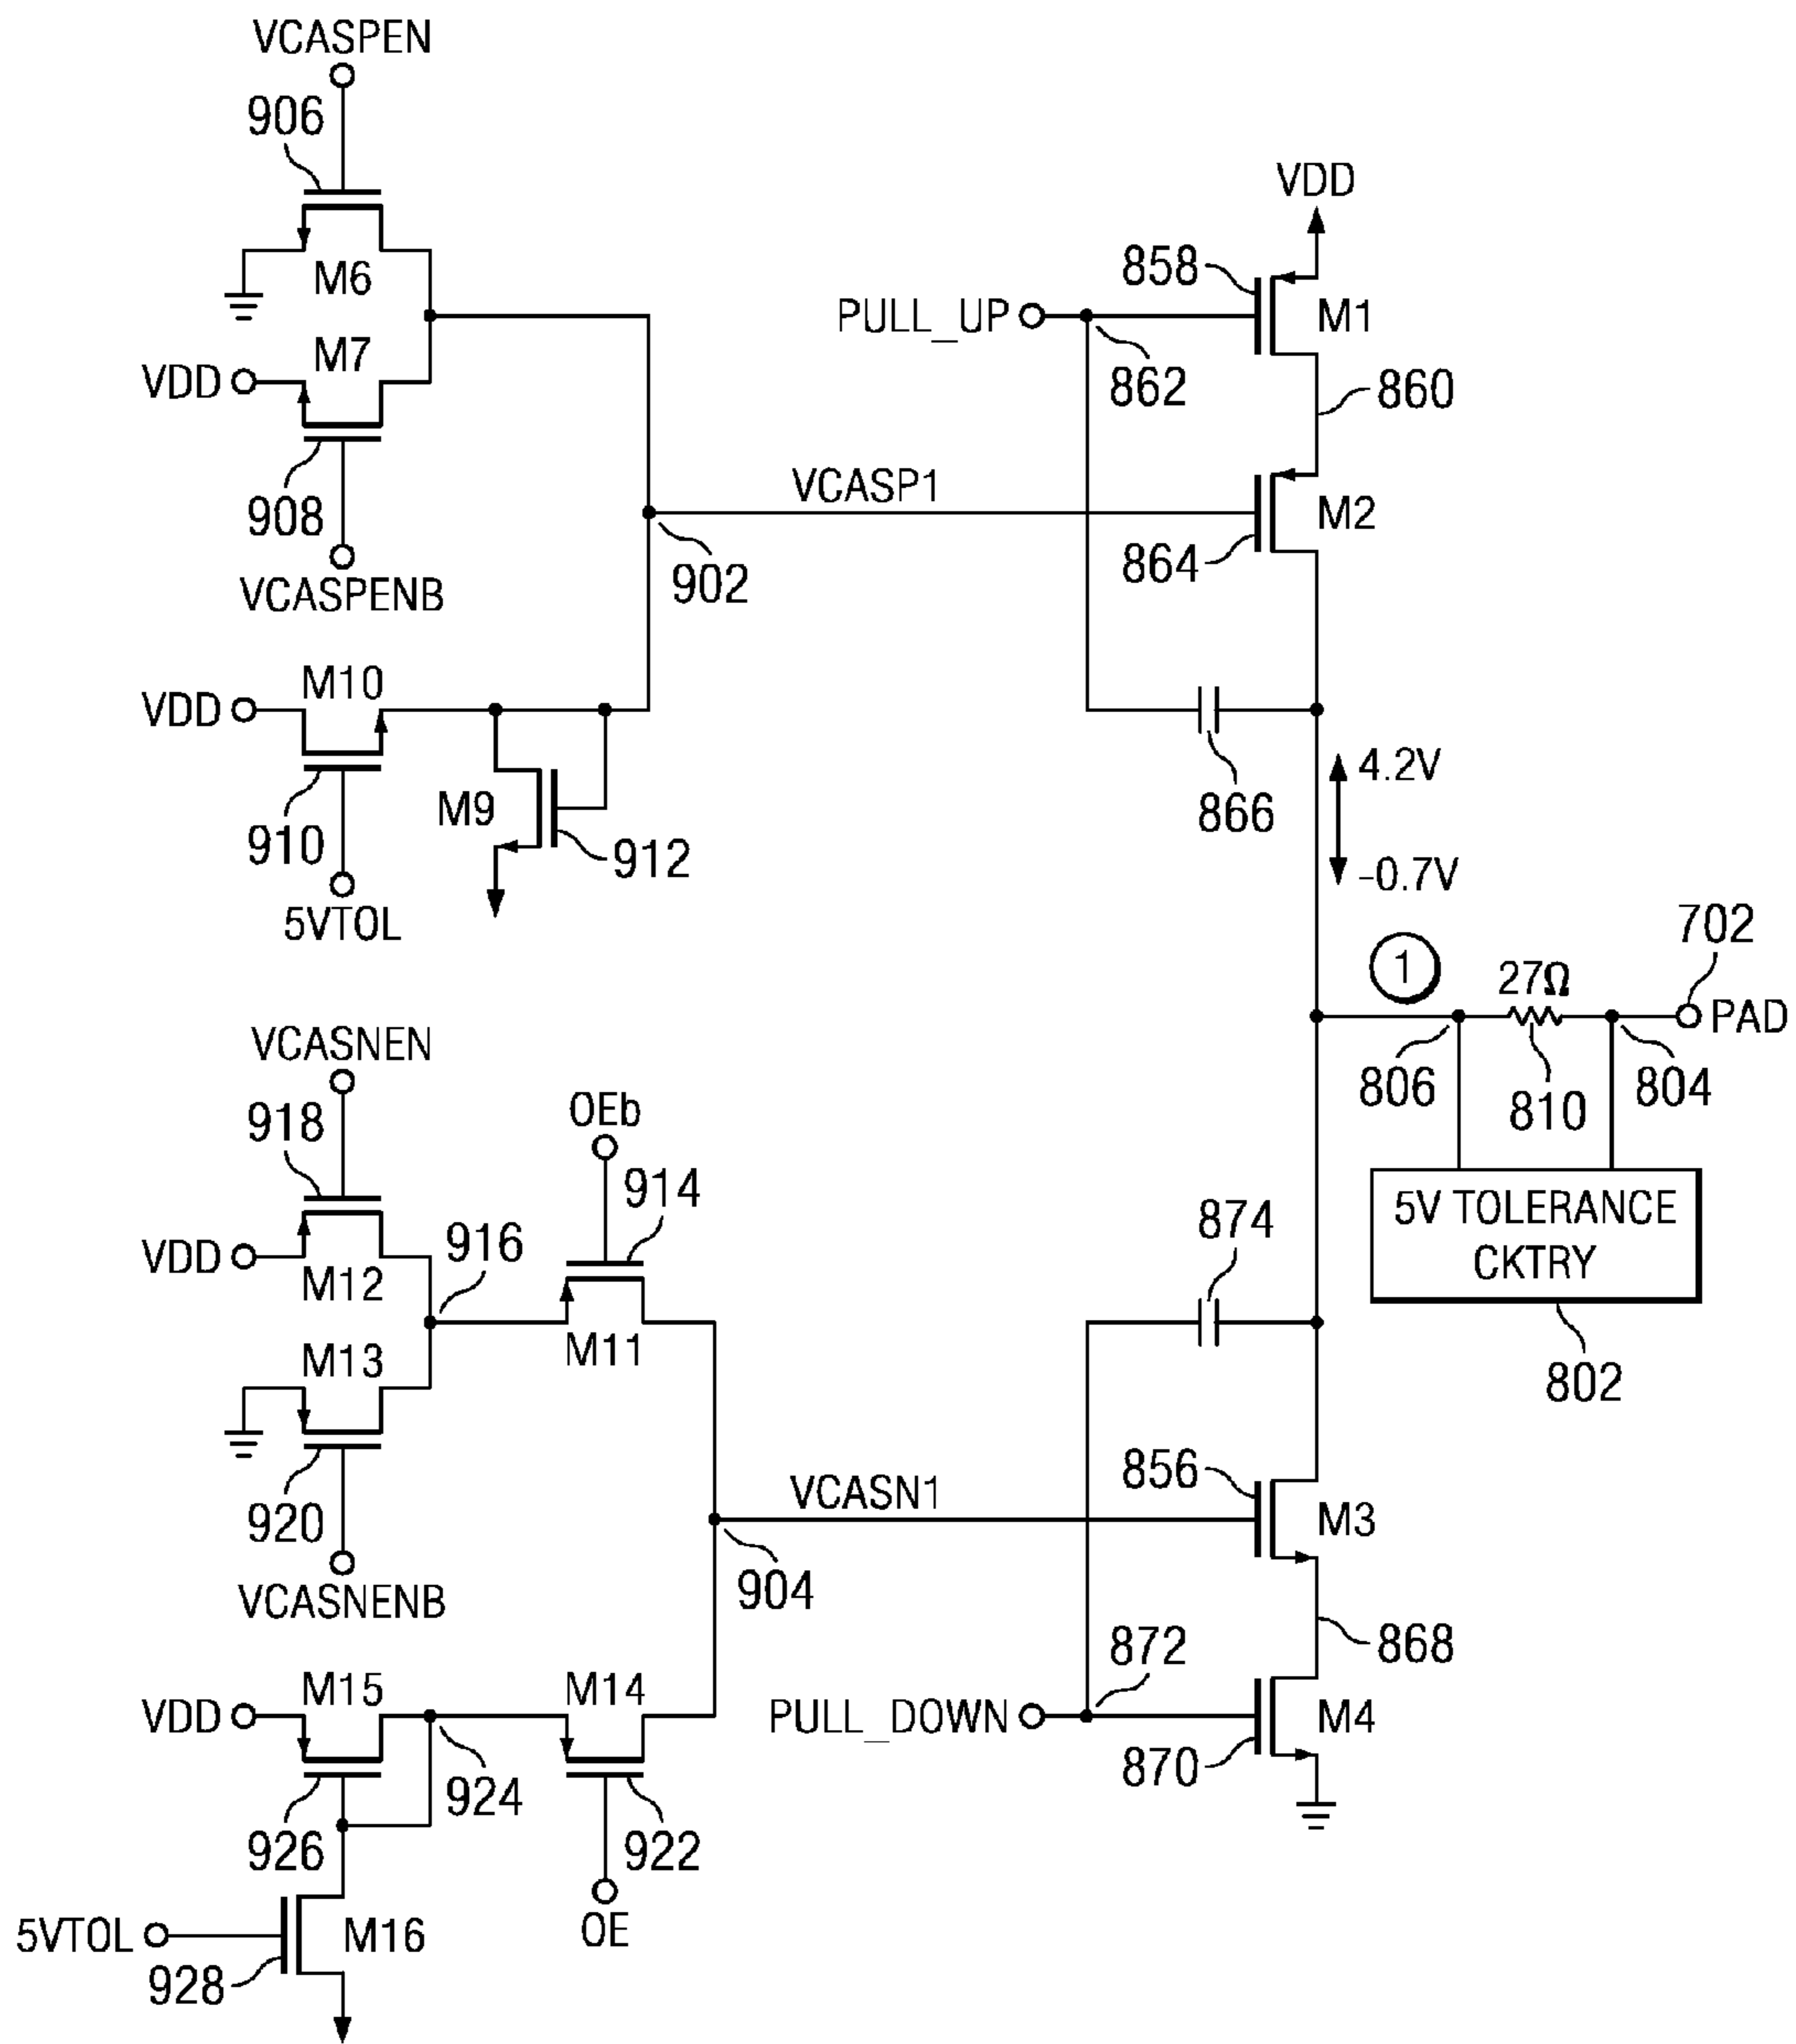 VCASPEN
906
M6
M7
VDD
908
VCASPENB
VDD
M10
910
5VTOL
M9
912
VCASP1
902
VDD
858
PULL_UP
M1
862
860
M2
864
866
4.2V
-0.7V
1
702
27Ω
PAD
806
810
804
5V TOLERANCE
CKTRY
802
VCASNEN
918
OEb
914
VDD
M12
916
M11
M13
920
VCASNENB
VCASN1
904
874
856
M3
868
872
PULL_DOWN
M4
870
VDD
M15
M14
924
926
922
OE
5VTOL
M16
928